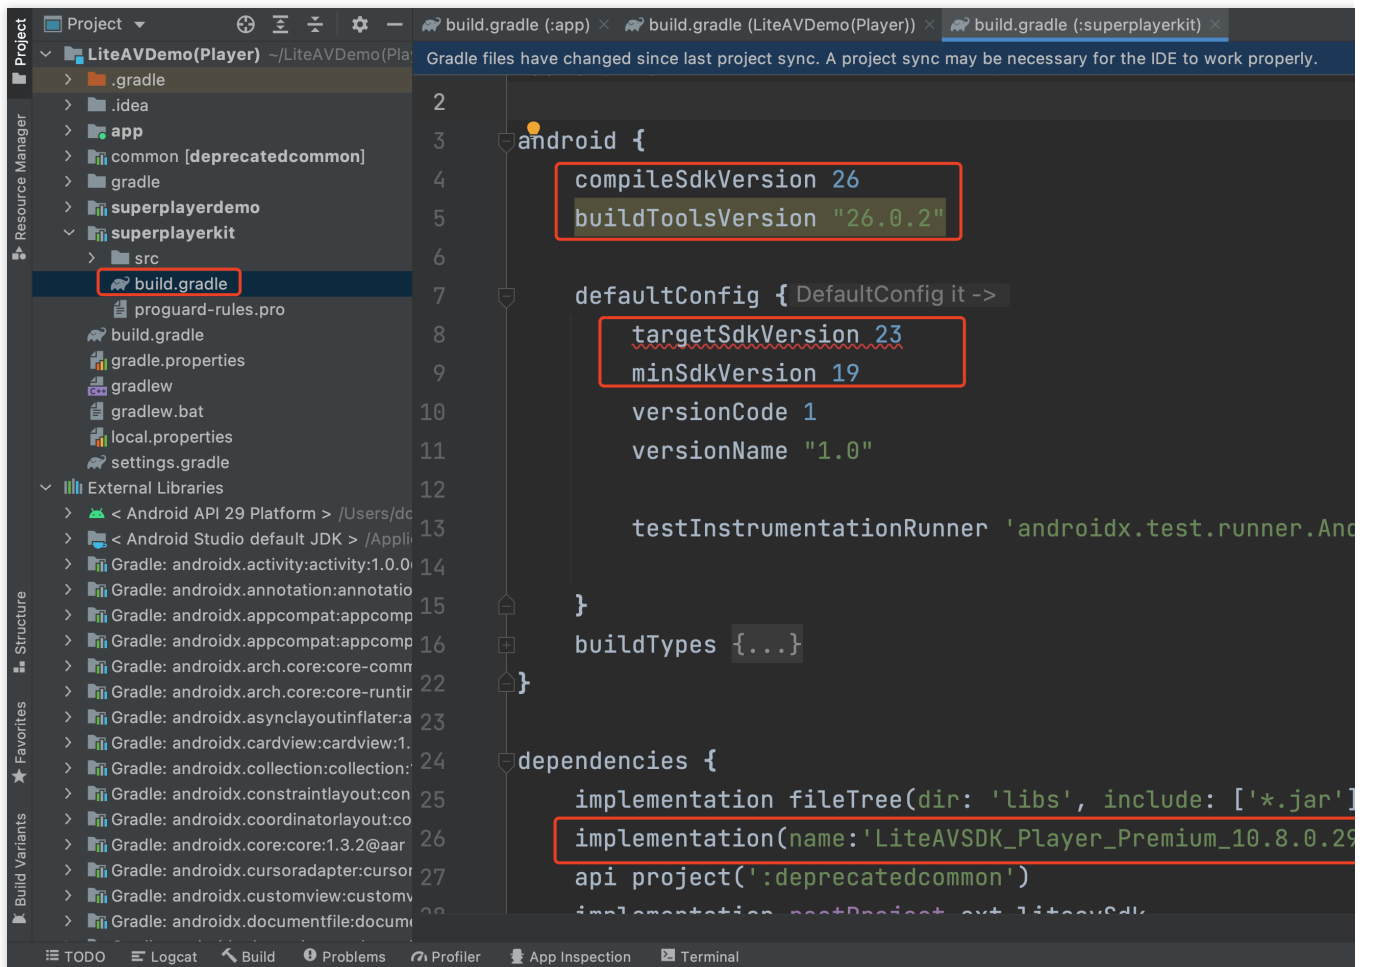 Project
build.gradle (:app)
build.gradle (LiteAVDemo(Player))
build.gradle (:superplayerkit)
Gradle files have changed since last project sync. A project sync may be necessary for the IDE to work properly.
Project
Resource Manager
Structure
Favorites
Build Variants
LiteAVDemo(Player) ~/LiteAVDemo(Pla
.gradle
.idea
app
common [deprecatedcommon]
gradle
superplayerdemo
superplayerkit
src
build.gradle
proguard-rules.pro
build.gradle
gradle.properties
gradlew
gradlew.bat
local.properties
settings.gradle
External Libraries
< Android API 29 Platform > /Users/do
< Android Studio default JDK > /Appli
Gradle: androidx.activity:activity:1.0.0
Gradle: androidx.annotation:annotatio
Gradle: androidx.appcompat:appcomp
Gradle: androidx.appcompat:appcomp
Gradle: androidx.arch.core:core-comm
Gradle: androidx.arch.core:core-runtir
Gradle: androidx.asynclayoutinflater:a
Gradle: androidx.cardview:cardview:1.
Gradle: androidx.collection:collection:
Gradle: androidx.constraintlayout:con
Gradle: androidx.coordinatorlayout:co
Gradle: androidx.core:core:1.3.2@aar
Gradle: androidx.cursoradapter:cursor
Gradle: androidx.customview:customv
Gradle: androidx.documentfile:docume
2
3 android {
4 compileSdkVersion 26
5 buildToolsVersion "26.0.2"
6
7 defaultConfig { DefaultConfig it ->
8 targetSdkVersion 23
9 minSdkVersion 19
10 versionCode 1
11 versionName "1.0"
12
13 testInstrumentationRunner 'androidx.test.runner.And
14
15 }
16 buildTypes {...}
22 }
23
24 dependencies {
25 implementation fileTree(dir: 'libs', include: ['*.jar']
26 implementation(name:'LiteAVSDK_Player_Premium_10.8.0.29
27 api project(':deprecatedcommon')
28 implementation rootProject.ext.liteavSdk
TODO
Logcat
Build
Problems
Profiler
App Inspection
Terminal